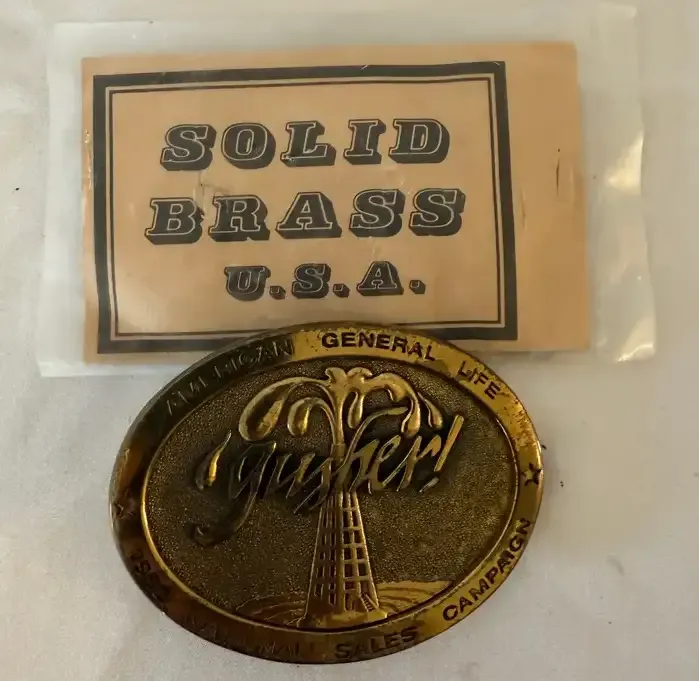 SOLID
BRASS
U.S.A.
AMERICAN GENERAL LIFE
gusher!
SALES CAMPAIGN